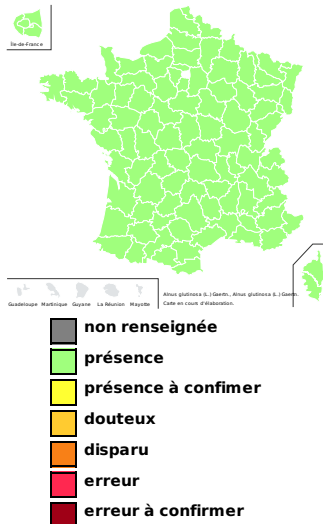 Île-de-France
Guadeloupe Martinique Guyane La Réunion Mayotte
Alnus glutinosa (L.) Gaertn., Alnus glutinosa (L.) Gaertn.
Carte en cours d'élaboration.
non renseignée
présence
présence à confimer
douteux
disparu
erreur
erreur à confirmer